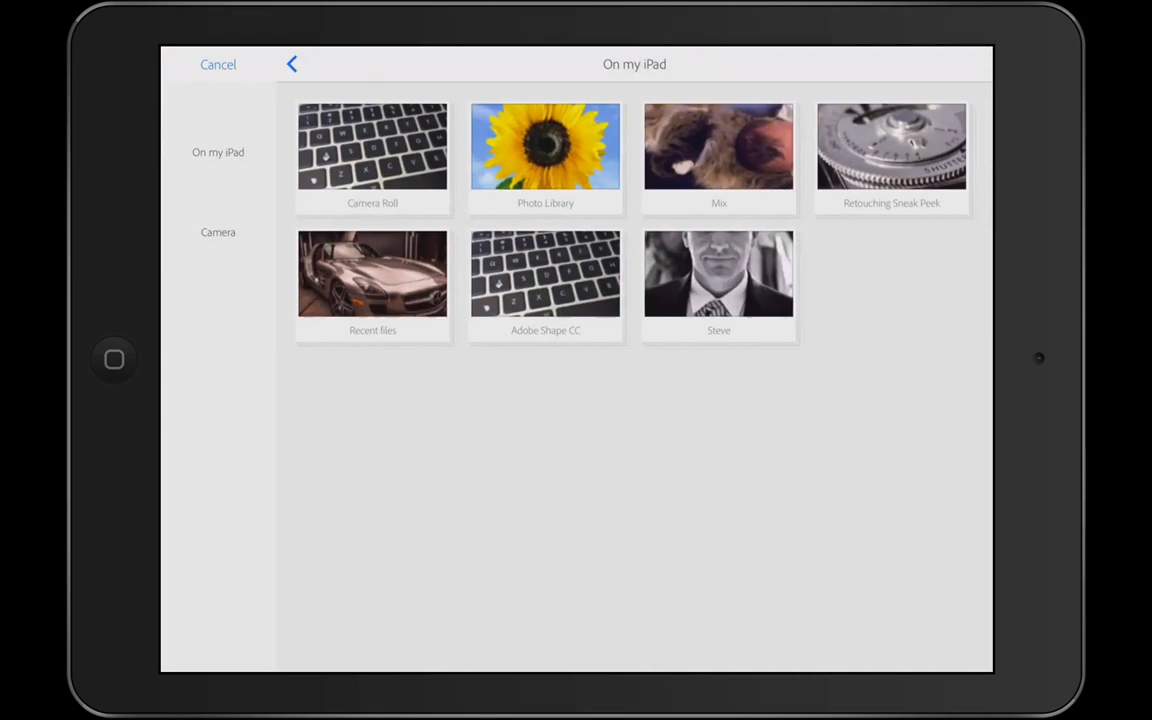 Cancel
On my iPad
On my iPad
Camera
Camera Roll
Photo Library
Mix
Retouching Sneak Peek
Recent files
Adobe Shape CC
Steve